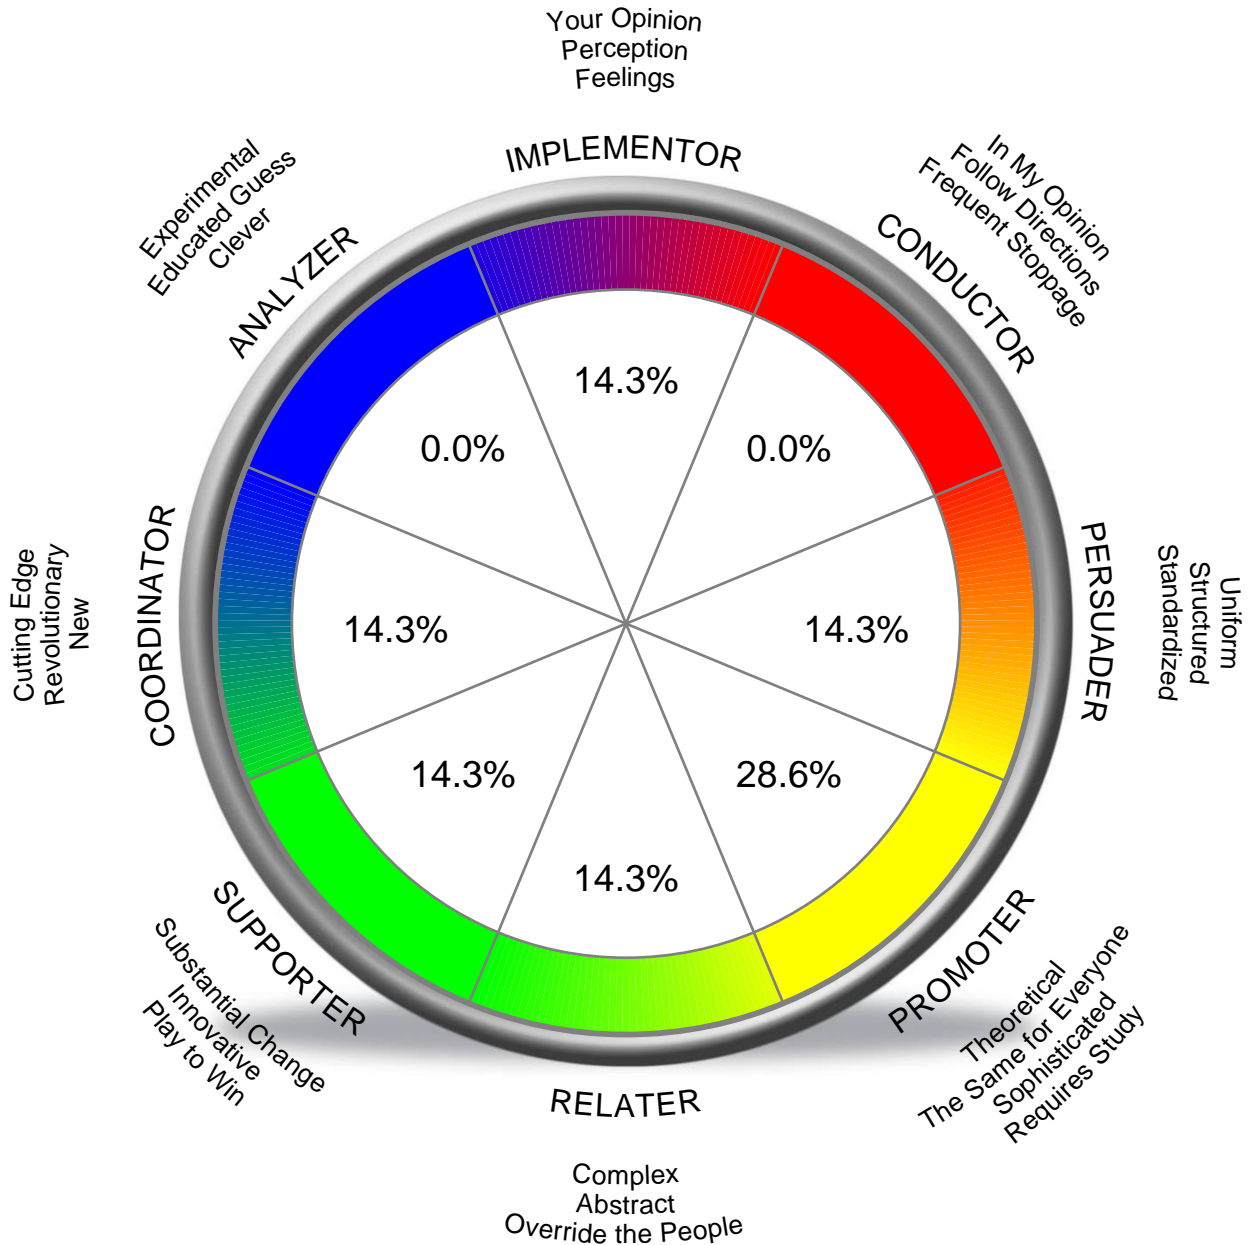 Your Opinion
Perception
Feelings
IMPLEMENTOR
In My Opinion
Follow Directions
Frequent Stoppage
CONDUCTOR
Experimental
Educated Guess
Clever
ANALYZER
14.3%
0.0%
0.0%
Cutting Edge
Revolutionary
New
COORDINATOR
14.3%
14.3%
PERSUADER
Uniform
Structured
Standardized
14.3%
28.6%
14.3%
SUPPORTER
Substantial Change
Innovative
Play to Win
PROMOTER
Theoretical
The Same for Everyone
Sophisticated
Requires Study
RELATER
Complex
Abstract
Override the People